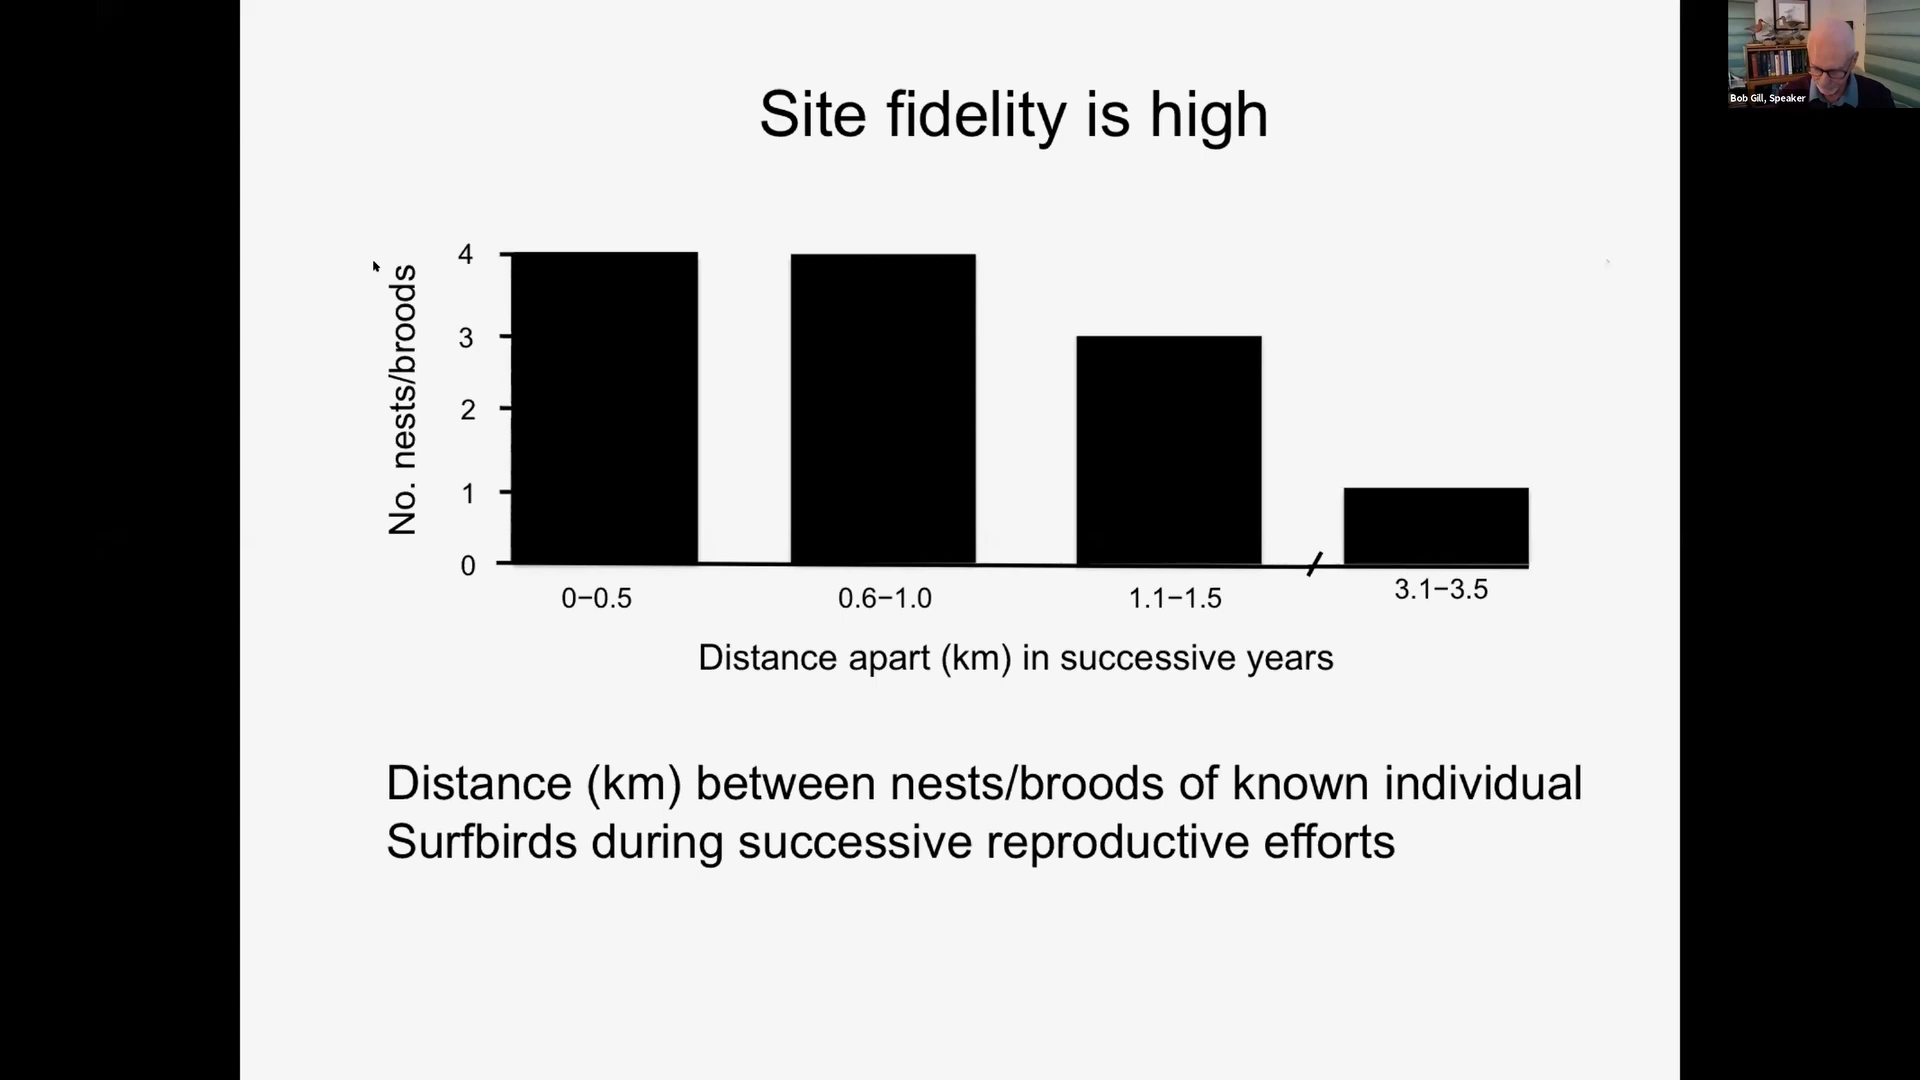 Bob Gill, Speaker
Site fidelity is high
No. nests/broods
4
3
2
1
0
0−0.5
0.6−1.0
1.1−1.5
3.1−3.5
Distance apart (km) in successive years
Distance (km) between nests/broods of known individual
Surfbirds during successive reproductive efforts